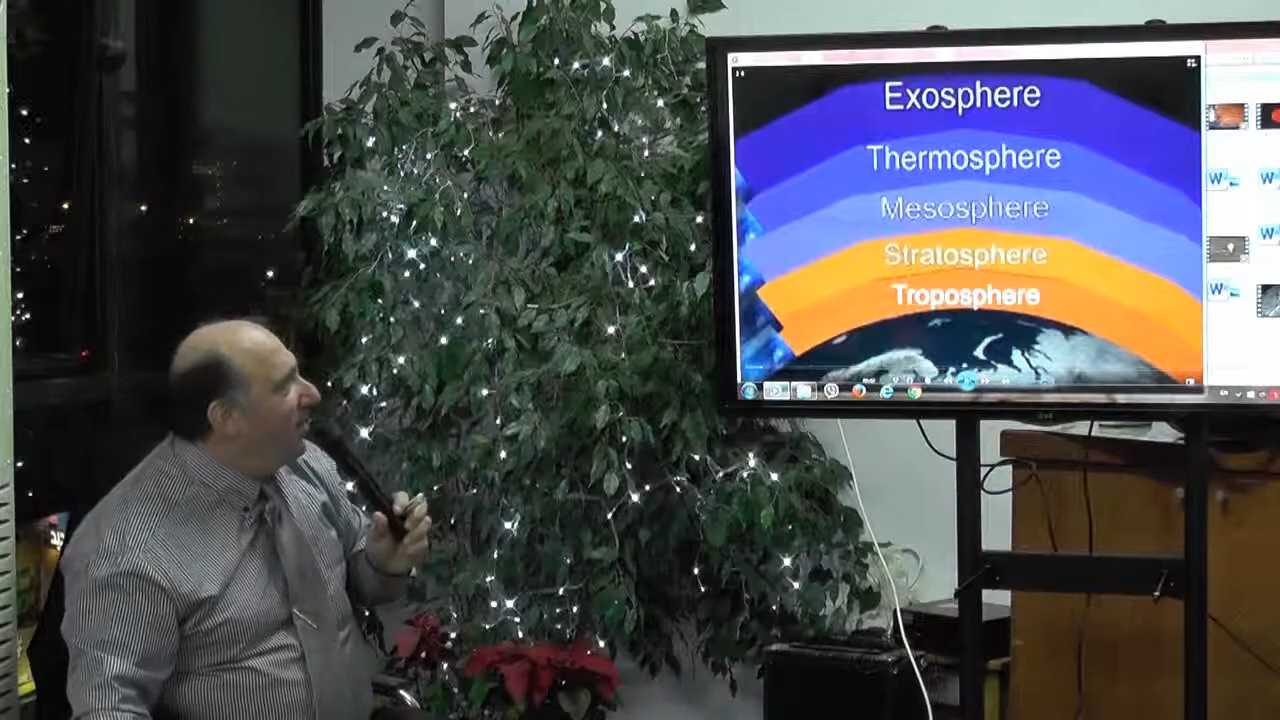 Exosphere
Thermosphere
Mesosphere
Stratosphere
Troposphere
W
W
W
W